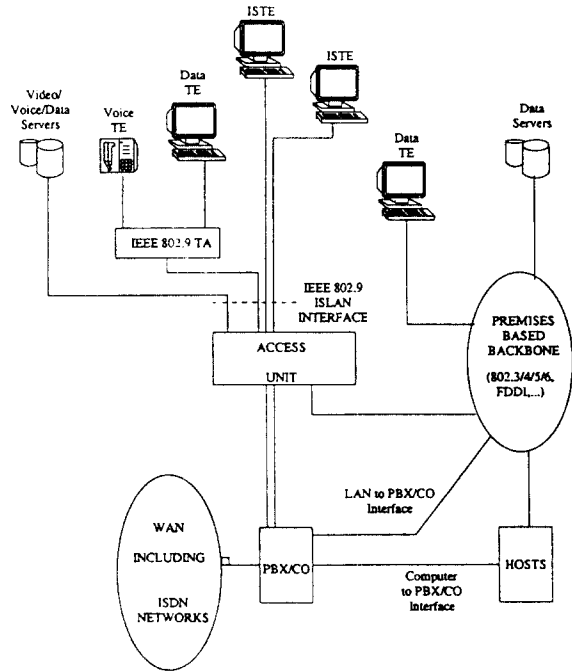 ISTE
ISTE
Data
TE
Video/
Voice/Data
Servers
Voice
TE
Data
Servers
Data
TE
IEEE 802.9 TA
IEEE 802.9
ISLAN
INTERFACE
ACCESS
UNIT
PREMISES
BASED
BACKBONE
(802.3/4/5/6,
FDDI,...)
LAN to PBX/CO
Interface
WAN
INCLUDING
ISDN
NETWORKS
PBX/CO
HOSTS
Computer
to PBX/CO
Interface